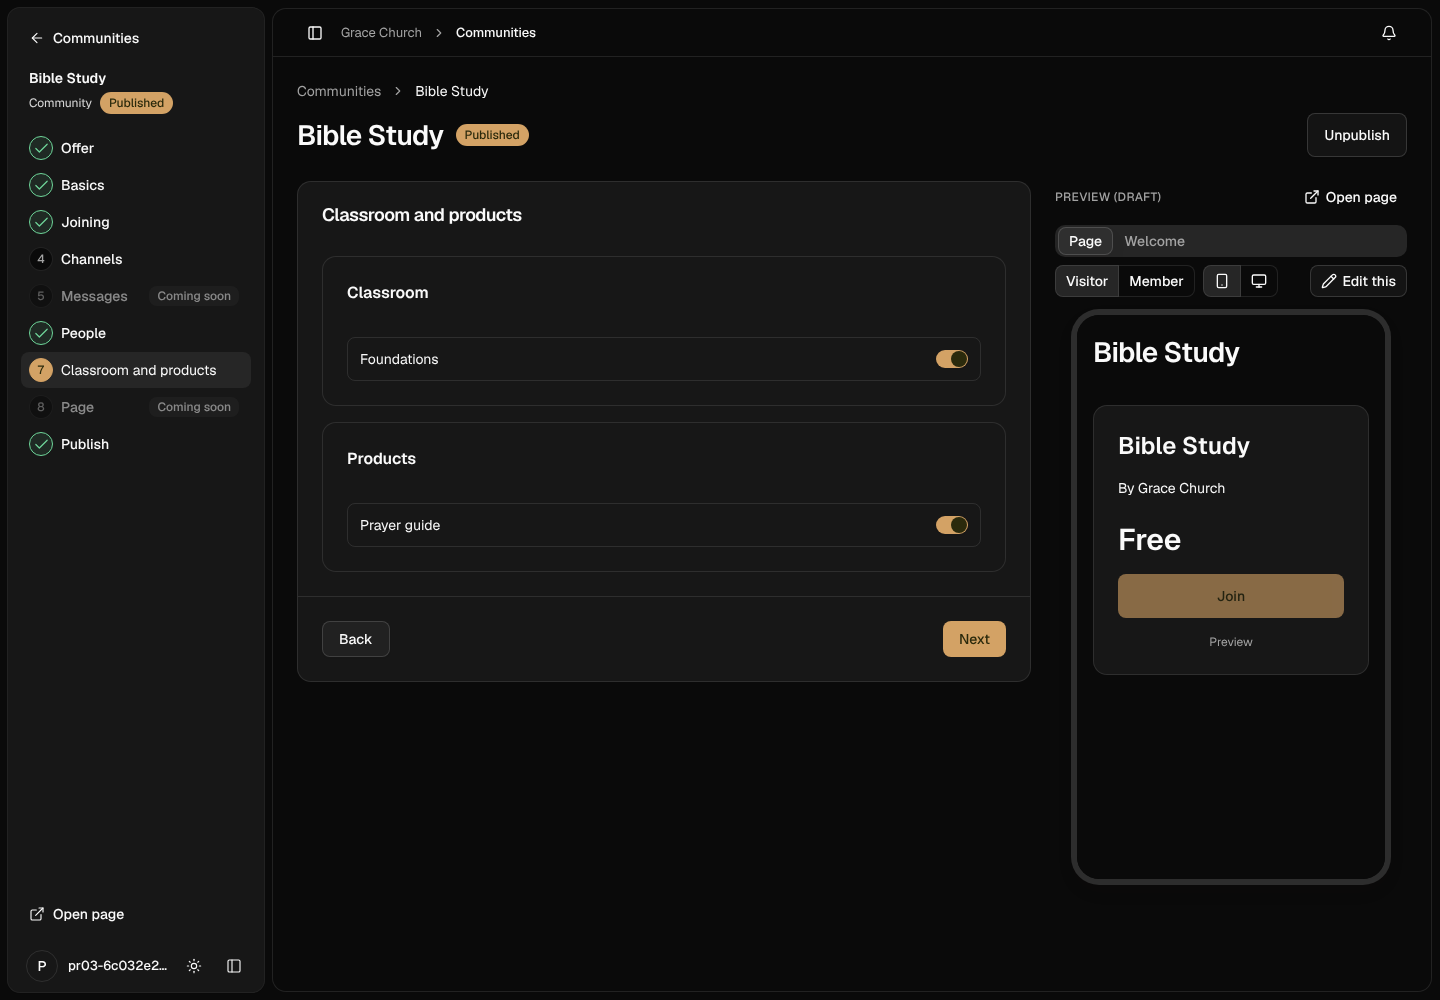 Communities
Bible Study
Community Published
Offer
Basics
Joining
4 Channels
5 Messages Coming soon
People
7 Classroom and products
8 Page Coming soon
Publish
Open page
P pr03-6c032e2...
Grace Church Communities
Communities Bible Study
Bible Study Published
Unpublish
Classroom and products
Classroom
Foundations
Products
Prayer guide
Back Next
PREVIEW (DRAFT) Open page
Page Welcome
Visitor Member Edit this
Bible Study
Bible Study
By Grace Church
Free
Join
Preview